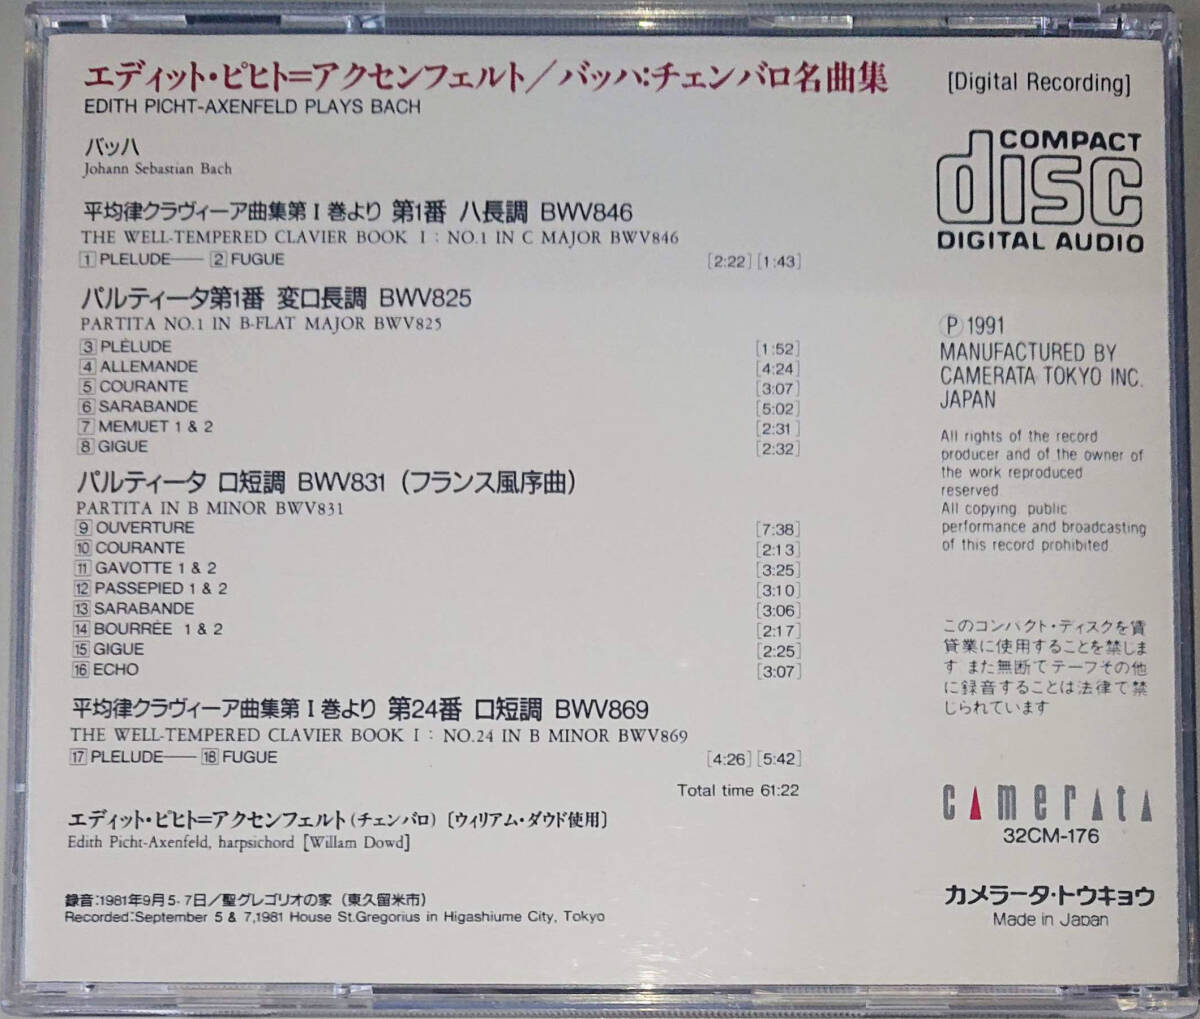 エディット・ピヒト=アクセンフェルト/バッハ:チェンバロ名曲集
EDITH PICHT-AXENFELD PLAYS BACH
バッハ
Johann Sebastian Bach
平均律クラヴィーア曲集第Ⅰ巻より 第1番 ハ長調 BWV846
THE WELL-TEMPERED CLAVIER BOOK I : NO.1 IN C MAJOR BWV846
1 PLELUDE—— 2 FUGUE [2:22] [1:43]
パルティータ第1番 変ロ長調 BWV825
PARTITA NO.1 IN B-FLAT MAJOR BWV825
3 PLÉLUDE [1:52]
4 ALLEMANDE [4:24]
5 COURANTE [3:07]
6 SARABANDE [5:02]
7 MEMUET 1 & 2 [2:31]
8 GIGUE [2:32]
パルティータ ロ短調 BWV831 (フランス風序曲)
PARTITA IN B MINOR BWV831
9 OUVERTURE [7:38]
10 COURANTE [2:13]
11 GAVOTTE 1 & 2 [3:25]
12 PASSEPIED 1 & 2 [3:10]
13 SARABANDE [3:06]
14 BOURRÉE 1 & 2 [2:17]
15 GIGUE [2:25]
16 ECHO [3:07]
平均律クラヴィーア曲集第Ⅰ巻より 第24番 ロ短調 BWV869
THE WELL-TEMPERED CLAVIER BOOK I : NO.24 IN B MINOR BWV869
17 PLELUDE—— 18 FUGUE [4:26] [5:42]
Total time 61:22
エディット・ピヒト=アクセンフェルト(チェンバロ) [ウィリアム・ダウド使用]
Edith Picht-Axenfeld, harpsichord [Willam Dowd]
録音:1981年9月5・7日/聖グレゴリオの家 (東久留米市)
Recorded:September 5 & 7,1981 House St.Gregorius in Higashiume City, Tokyo
[Digital Recording]
COMPACT
disc
DIGITAL AUDIO
Ⓟ 1991
MANUFACTURED BY
CAMERATA TOKYO INC.
JAPAN
All rights of the record
producer and of the owner of
the work reproduced
reserved
All copying, public
performance and broadcasting
of this record prohibited.
このコンパクト・ディスクを賃
貸業に使用することを禁じま
す また無断でテープその他
に録音することは法律で禁
じられています
camerata
32CM-176
カメラータ・トウキョウ
Made in Japan